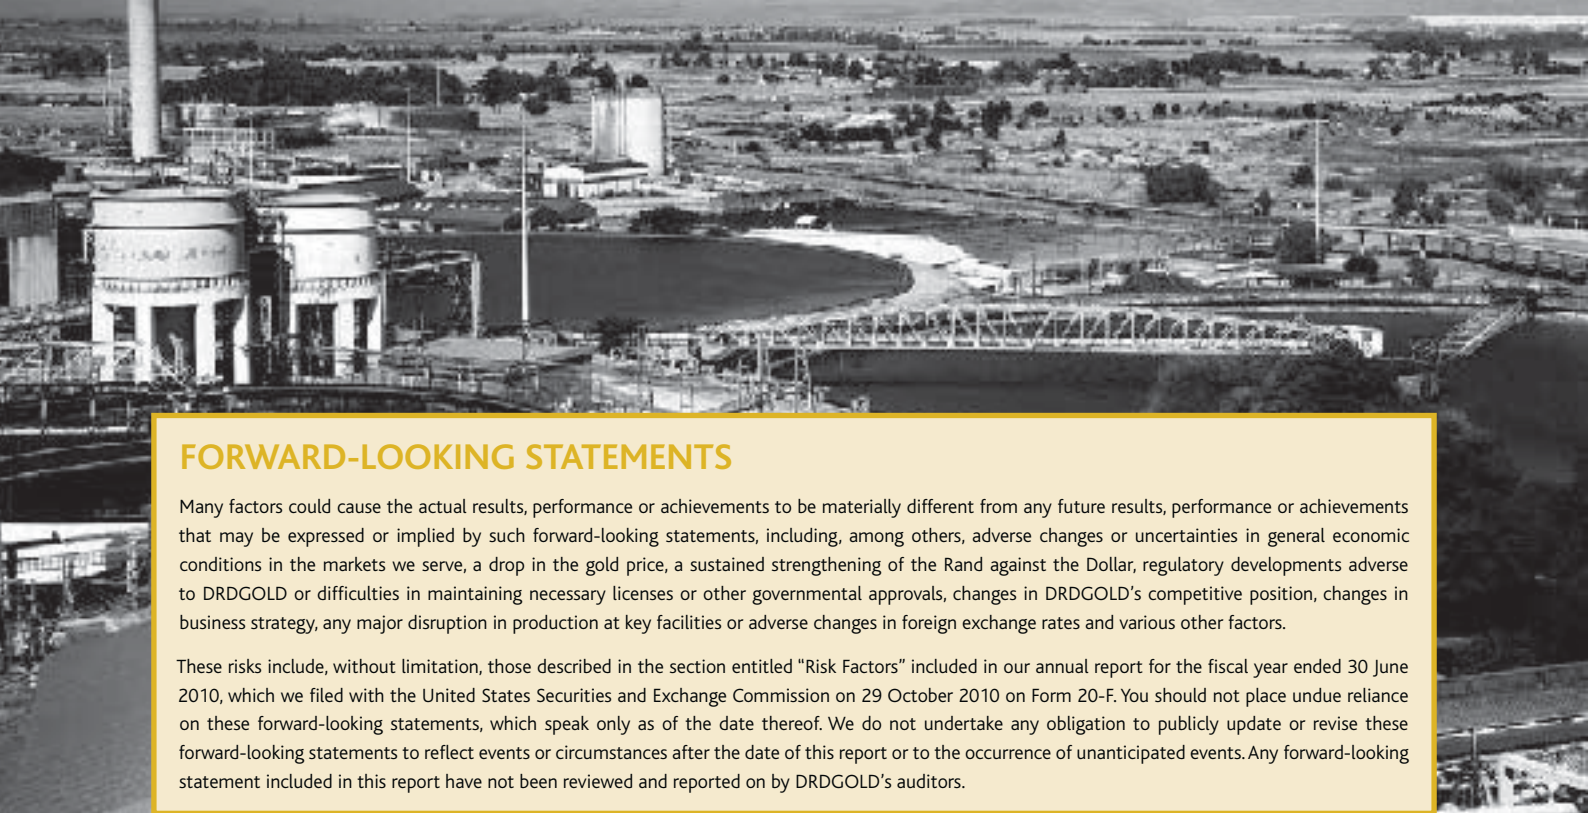 FORWARD-LOOKING STATEMENTS
Many factors could cause the actual results, performance or achievements to be materially different from any future results, performance or achievements
that may be expressed or implied by such forward-looking statements, including, among others, adverse changes or uncertainties in general economic
conditions in the markets we serve, a drop in the gold price, a sustained strengthening of the Rand against the Dollar, regulatory developments adverse
to DRDGOLD or difficulties in maintaining necessary licenses or other governmental approvals, changes in DRDGOLD’s competitive position, changes in
business strategy, any major disruption in production at key facilities or adverse changes in foreign exchange rates and various other factors.
These risks include, without limitation, those described in the section entitled “Risk Factors” included in our annual report for the fiscal year ended 30 June
2010, which we filed with the United States Securities and Exchange Commission on 29 October 2010 on Form 20-F. You should not place undue reliance
on these forward-looking statements, which speak only as of the date thereof. We do not undertake any obligation to publicly update or revise these
forward-looking statements to reflect events or circumstances after the date of this report or to the occurrence of unanticipated events. Any forward-looking
statement included in this report have not been reviewed and reported on by DRDGOLD’s auditors.